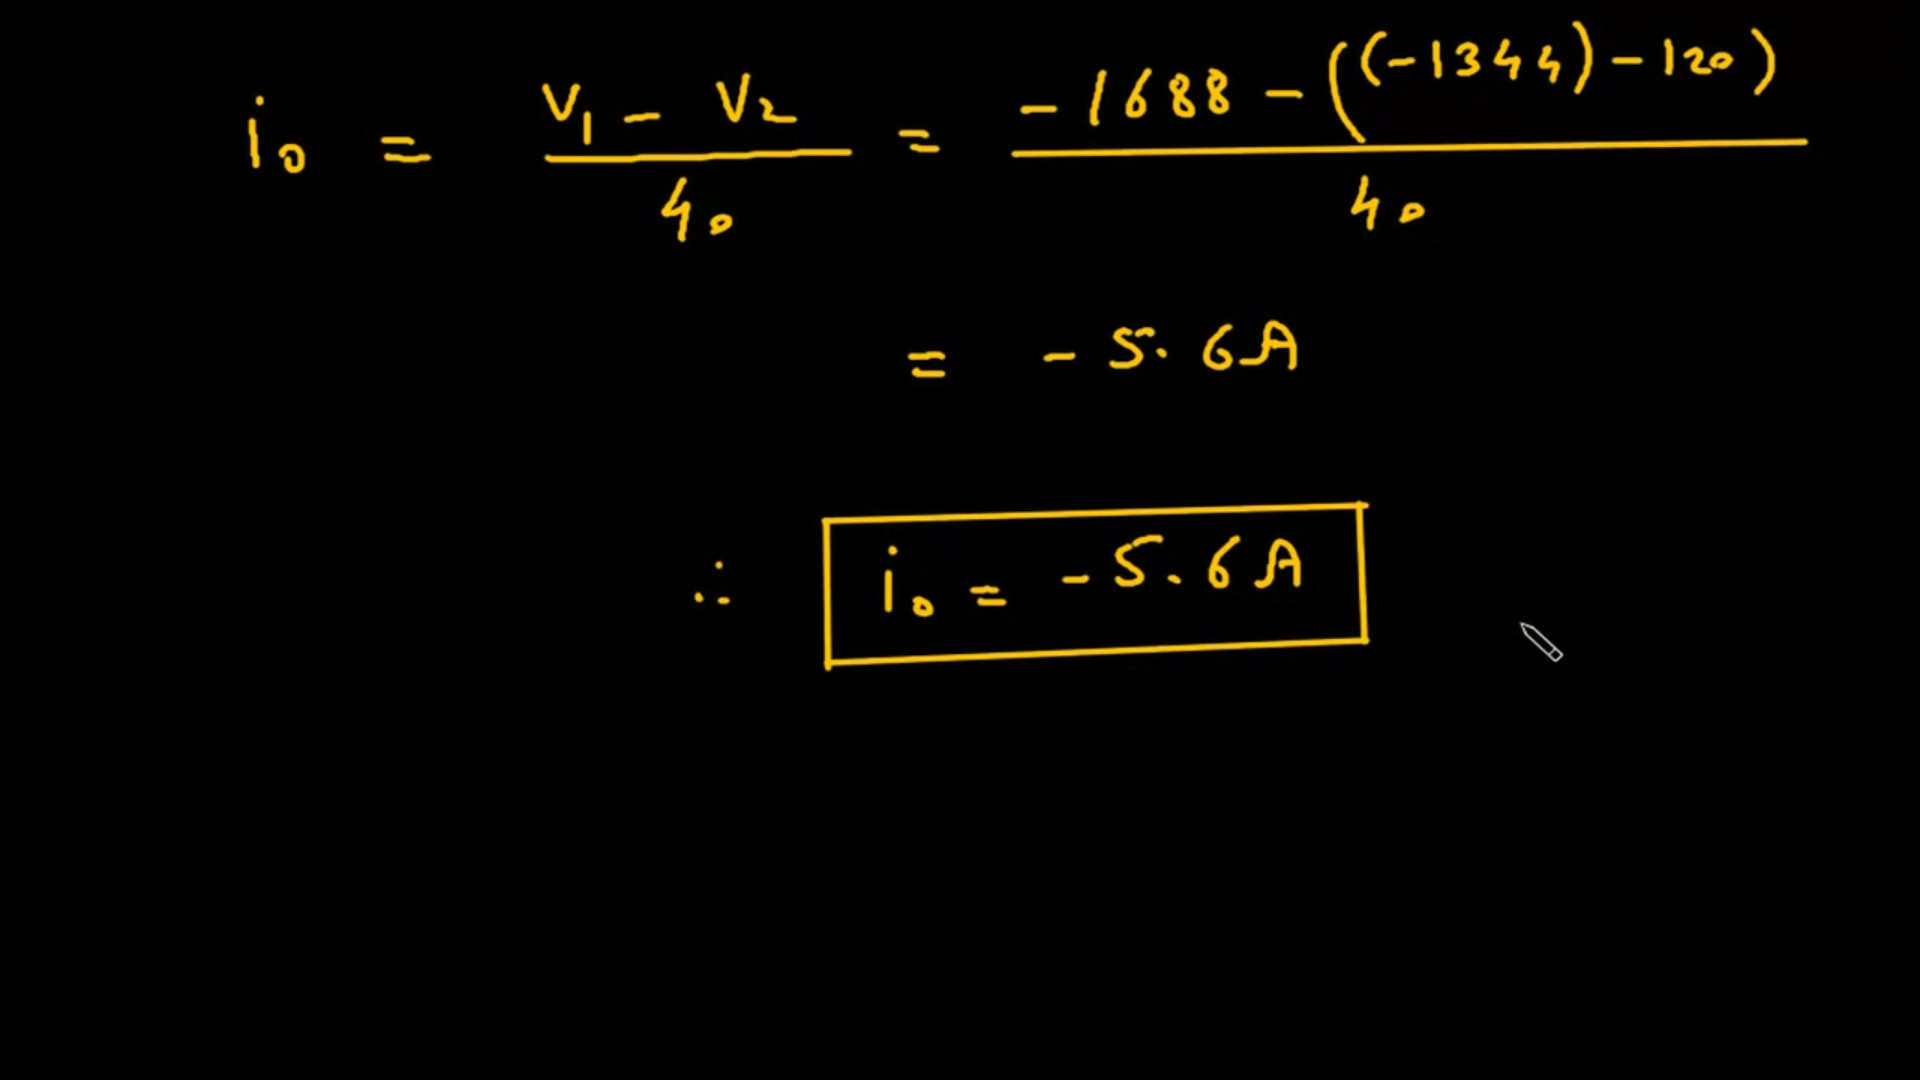 i₀ = (V₁ - V₂)/40 = (-1688 - ((-1344) - 120))/40
= - 5.6A
∴ i₀ = -5.6A